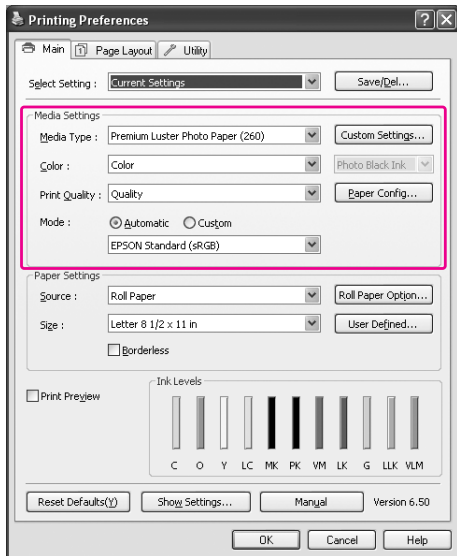 Printing Preferences
Main Page Layout Utility
Select Setting : Current Settings Save/Del...
Media Settings
Media Type : Premium Luster Photo Paper (260) Custom Settings...
Color : Color Photo Black Ink
Print Quality : Quality Paper Config...
Mode : Automatic Custom
EPSON Standard (sRGB)
Paper Settings
Source : Roll Paper Roll Paper Option...
Size : Letter 8 1/2 x 11 in User Defined...
Borderless
Ink Levels
Print Preview
C O Y LC MK PK VM LK G LLK VLM
Reset Defaults(Y) Show Settings... Manual Version 6.50
OK Cancel Help